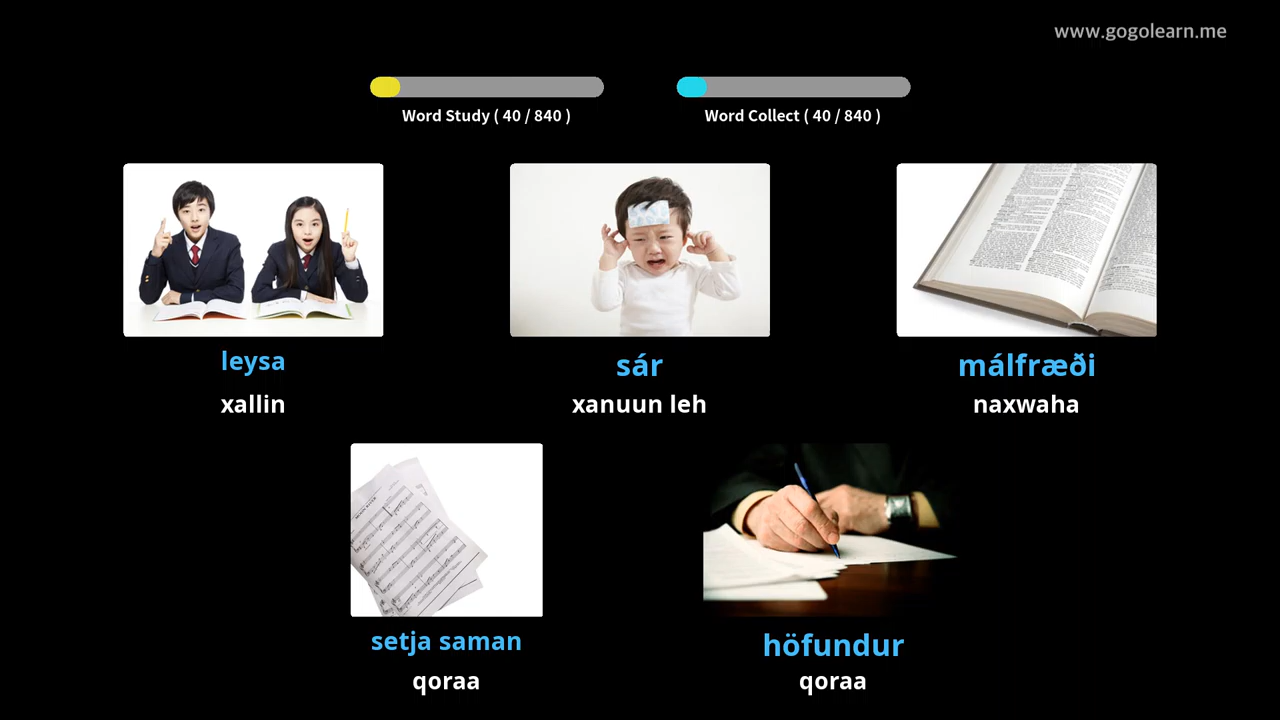 www.gogolearn.me
Word Study ( 40 / 840 )
Word Collect ( 40 / 840 )
leysa
xallin
sár
xanuun leh
málfræði
naxwaha
setja saman
qoraa
höfundur
qoraa